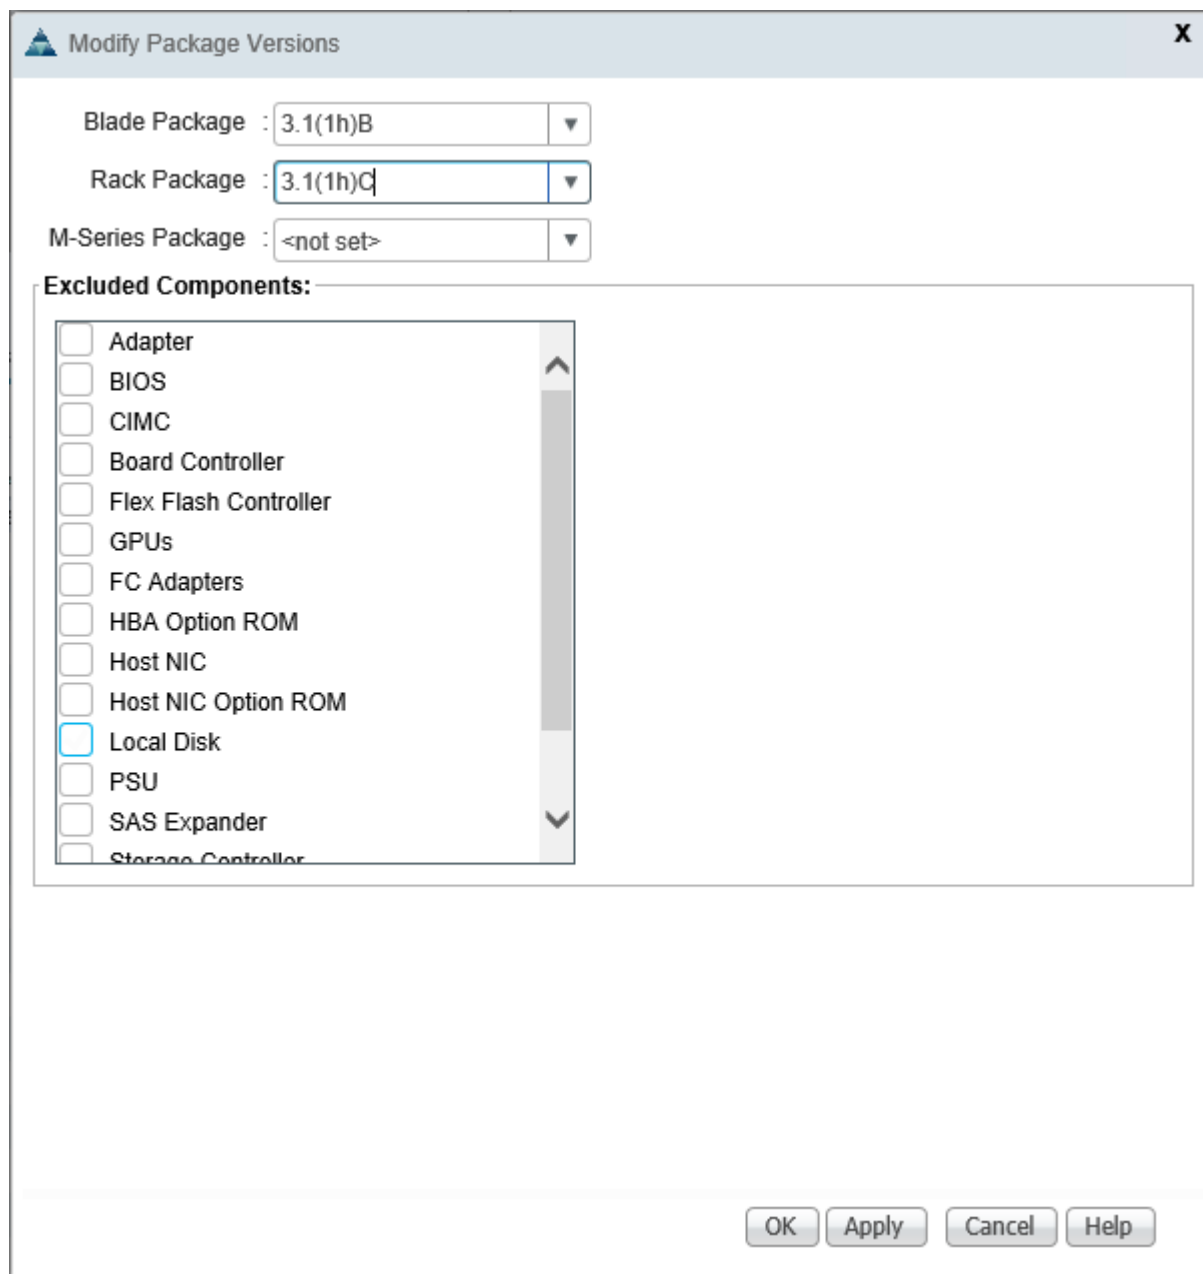 Modify Package Versions
X
Blade Package : 3.1(1h)B
Rack Package : 3.1(1h)C
M-Series Package : <not set>
Excluded Components:
Adapter
BIOS
CIMC
Board Controller
Flex Flash Controller
GPUs
FC Adapters
HBA Option ROM
Host NIC
Host NIC Option ROM
Local Disk
PSU
SAS Expander
Storage Controller
OK Apply Cancel Help